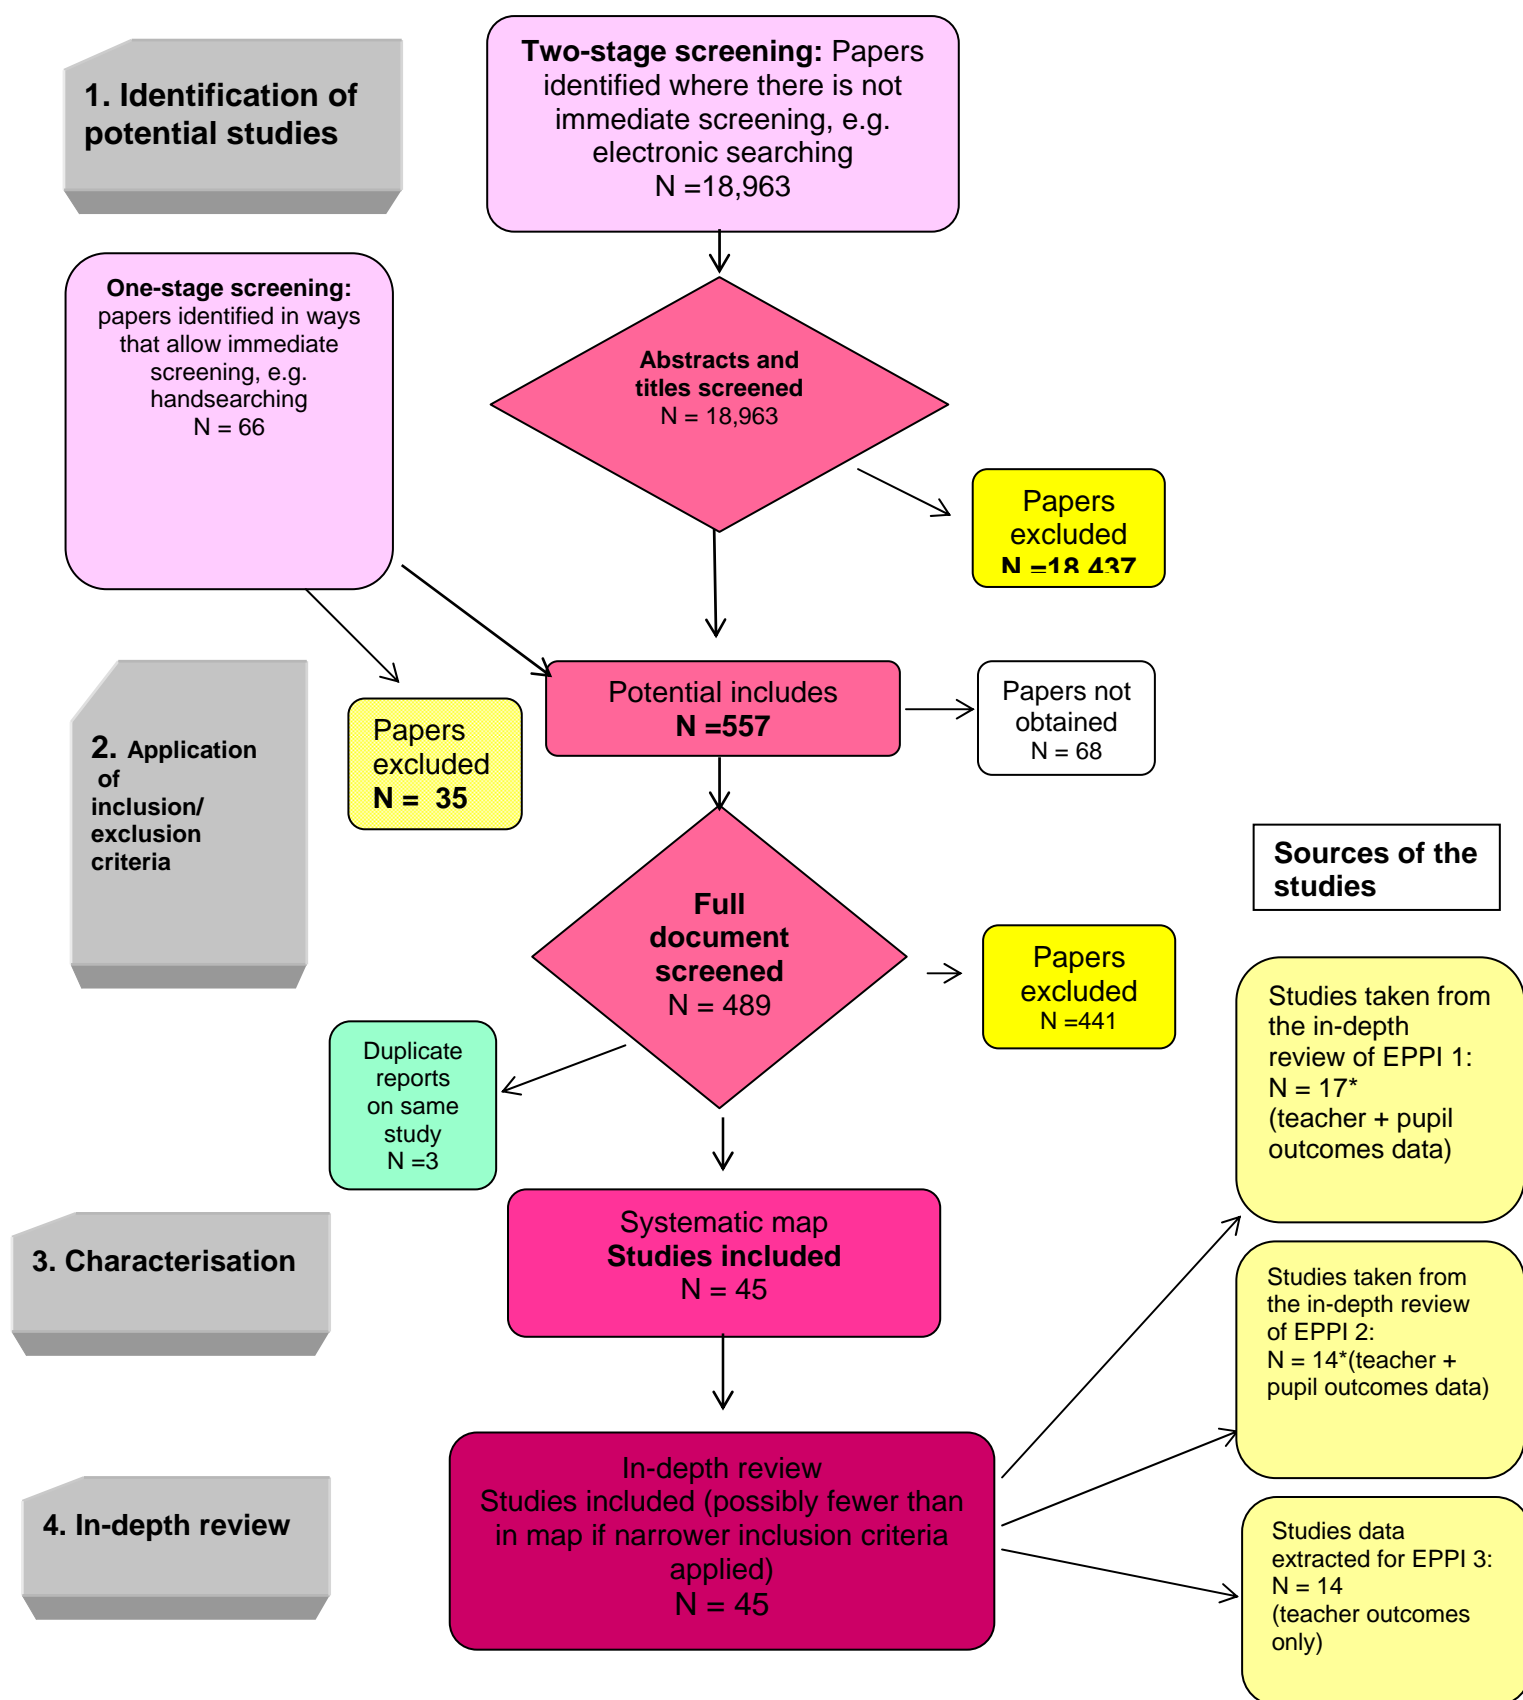 1. Identification of
potential studies
Two-stage screening: Papers
identified where there is not
immediate screening, e.g.
electronic searching
N =18,963
One-stage screening:
papers identified in ways
that allow immediate
screening, e.g.
handsearching
N = 66
Abstracts and
titles screened
N = 18,963
Papers
excluded
N =18,437
2. Application
of
inclusion/
exclusion
criteria
Papers
excluded
N = 35
Potential includes
N =557
Papers not
obtained
N = 68
Full
document
screened
N = 489
Papers
excluded
N =441
Duplicate
reports
on same
study
N =3
Sources of the
studies
Studies taken from
the in-depth
review of EPPI 1:
N = 17*
(teacher + pupil
outcomes data)
3. Characterisation
Systematic map
Studies included
N = 45
Studies taken from
the in-depth review
of EPPI 2:
N = 14*(teacher +
pupil outcomes data)
4. In-depth review
In-depth review
Studies included (possibly fewer than
in map if narrower inclusion criteria
applied)
N = 45
Studies data
extracted for EPPI 3:
N = 14
(teacher outcomes
only)